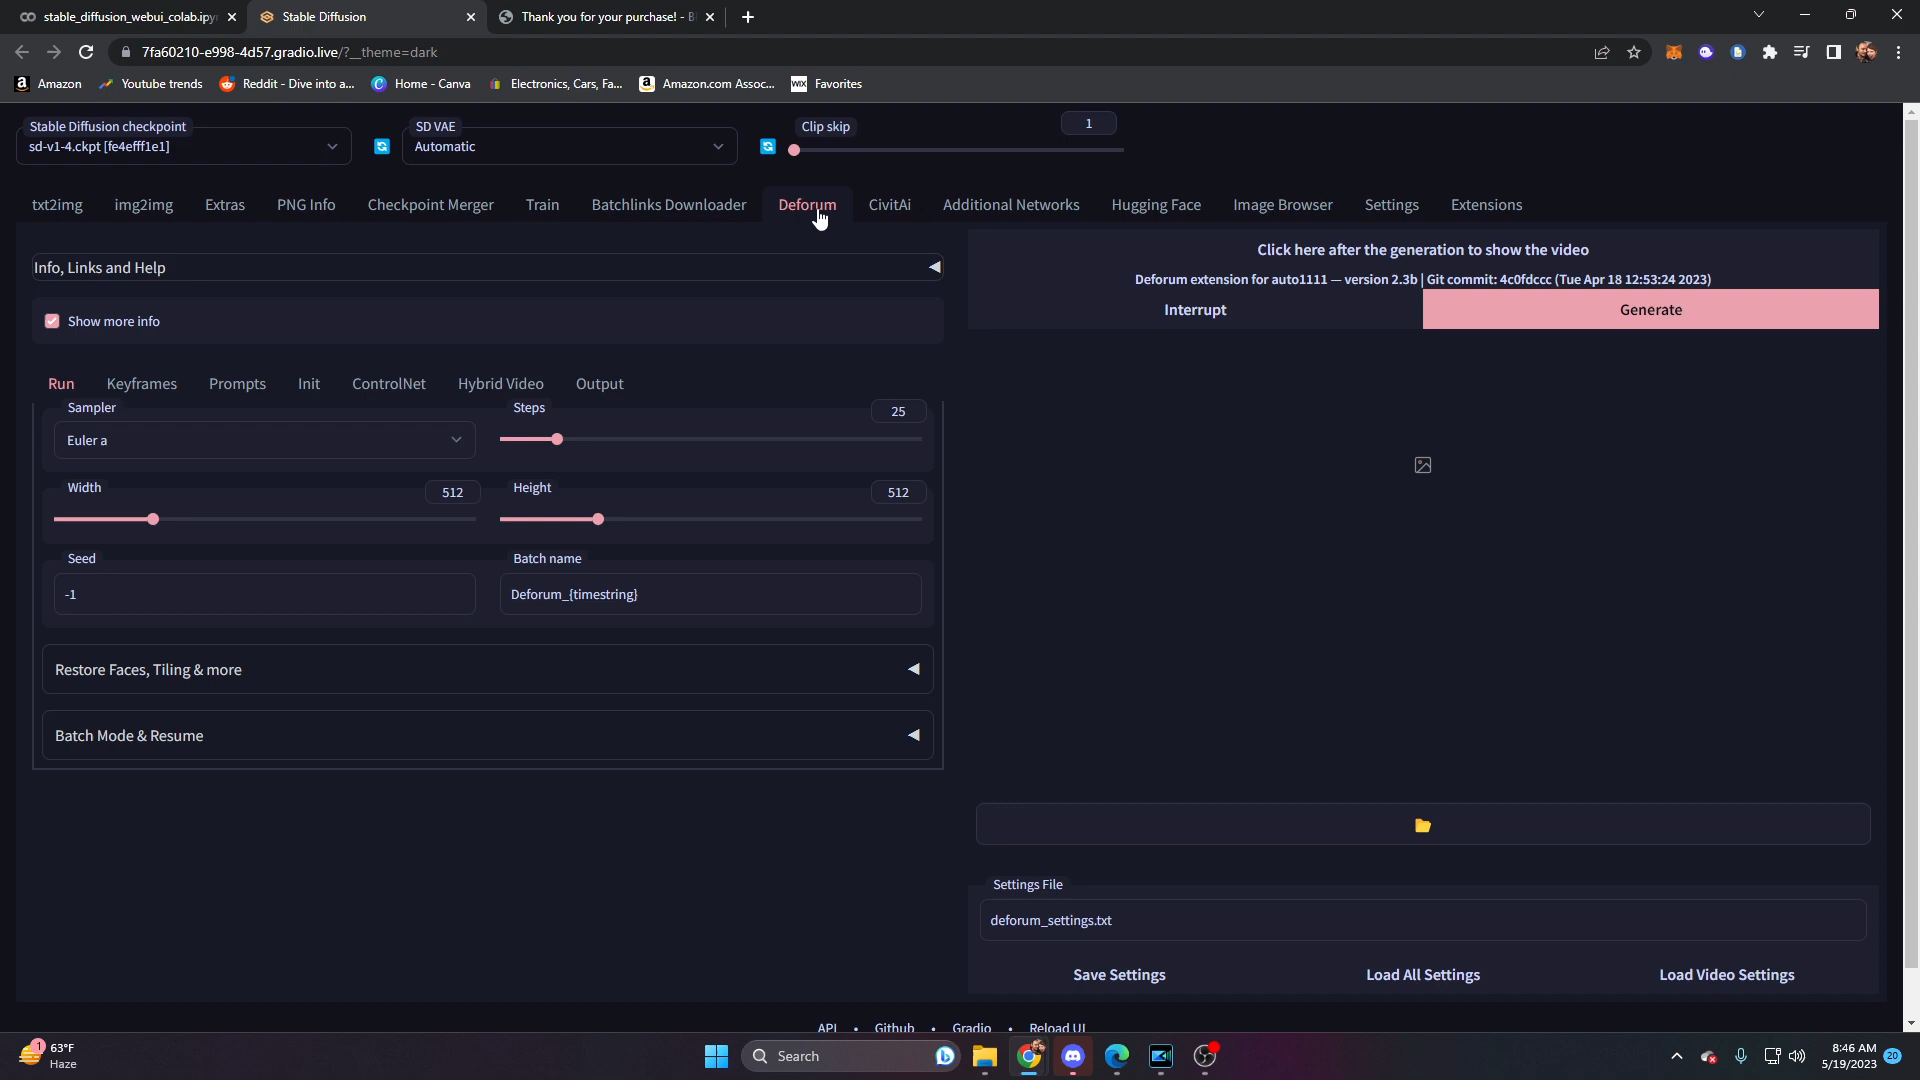 stable_diffusion_webui_colab.ipy
Stable Diffusion
Thank you for your purchase! - B
7fa60210-e998-4d57.gradio.live/?__theme=dark
Amazon
Youtube trends
Reddit - Dive into a...
Home - Canva
Electronics, Cars, Fa...
Amazon.com Assoc...
WIX Favorites
Stable Diffusion checkpoint
sd-v1-4.ckpt [fe4efff1e1]
SD VAE
Automatic
Clip skip
1
txt2img
img2img
Extras
PNG Info
Checkpoint Merger
Train
Batchlinks Downloader
Deforum
CivitAi
Additional Networks
Hugging Face
Image Browser
Settings
Extensions
Info, Links and Help
Show more info
Click here after the generation to show the video
Deforum extension for auto1111 — version 2.3b | Git commit: 4c0fdccc (Tue Apr 18 12:53:24 2023)
Interrupt
Generate
Run
Keyframes
Prompts
Init
ControlNet
Hybrid Video
Output
Sampler
Euler a
Steps
25
Width
512
Height
512
Seed
-1
Batch name
Deforum_{timestring}
Restore Faces, Tiling & more
Batch Mode & Resume
Settings File
deforum_settings.txt
Save Settings
Load All Settings
Load Video Settings
API • Github • Gradio • Reload UI
1
63°F
Haze
Search
8:46 AM
5/19/2023
20